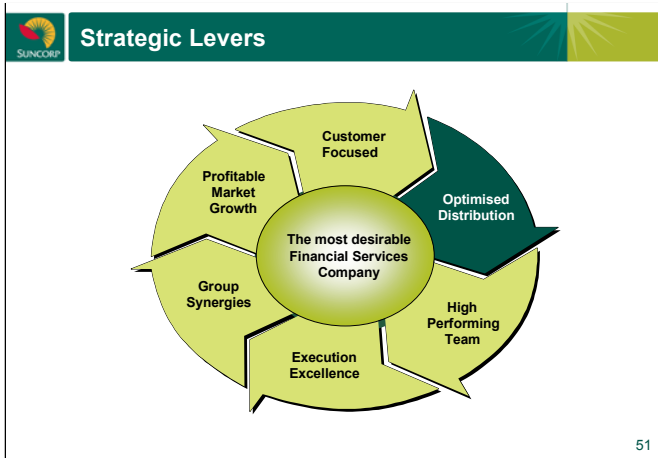 SUNCORP
Strategic Levers
Customer
Focused
Optimised
Distribution
High
Performing
Team
Execution
Excellence
Group
Synergies
Profitable
Market
Growth
The most desirable
Financial Services
Company
51